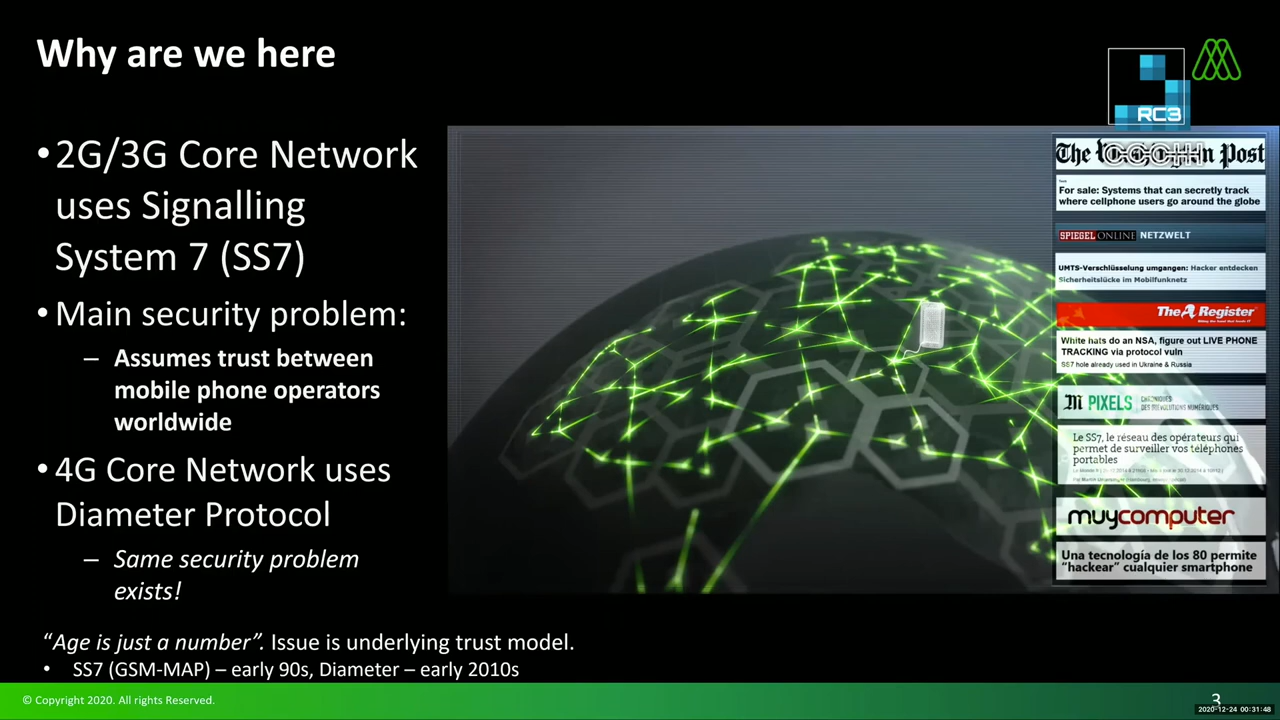 Why are we here
RC3
•2G/3G Core Network
uses Signalling
System 7 (SS7)
• Main security problem:
– Assumes trust between
mobile phone operators
worldwide
• 4G Core Network uses
Diameter Protocol
– Same security problem
exists!
“Age is just a number”. Issue is underlying trust model.
• SS7 (GSM-MAP) – early 90s, Diameter – early 2010s
The Post
For sale: Systems that can secretly track
where cellphone users go around the globe
SPIEGEL ONLINE NETZWELT
UMTS-Verschlüsselung umgangen: Hacker entdecken
Sicherheitslücke im Mobilfunknetz
The Register
White hats do an NSA, figure out LIVE PHONE
TRACKING via protocol vuln
SS7 hole already used in Ukraine & Russia
M PIXELS CHRONIQUES
DES RÉVOLUTIONS NUMÉRIQUES
Le SS7, le réseau des opérateurs qui
permet de surveiller vos téléphones
portables
muycomputer
Una tecnología de los 80 permite
“hackear” cualquier smartphone
© Copyright 2020. All rights Reserved.
3
2020-12-24 00:31:48